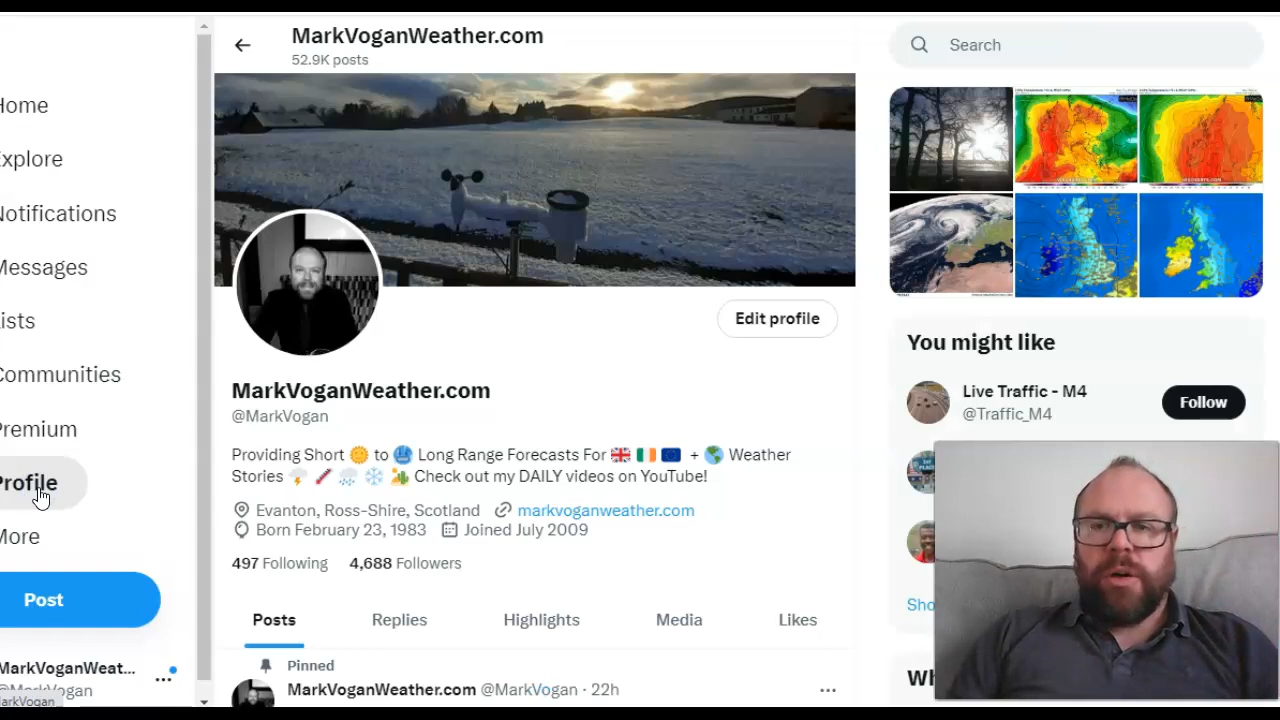 MarkVoganWeather.com
52.9K posts
Search
Home
Explore
Notifications
Messages
Lists
Communities
Premium
Profile
More
Post
MarkVoganWeat...
@MarkVogan
Edit profile
MarkVoganWeather.com
@MarkVogan
Providing Short 🌞 to 🥶 Long Range Forecasts For 🇬🇧 🇮🇪 🇪🇺 + 🌎 Weather
Stories ⛈️ 🌡️ 🌧️ ❄️ 🏜️ Check out my DAILY videos on YouTube!
Evanton, Ross-Shire, Scotland markvoganweather.com
Born February 23, 1983 Joined July 2009
497 Following 4,688 Followers
Posts Replies Highlights Media Likes
Pinned
MarkVoganWeather.com @MarkVogan · 22h
You might like
Live Traffic - M4
@Traffic_M4
Follow
Sho
Wh